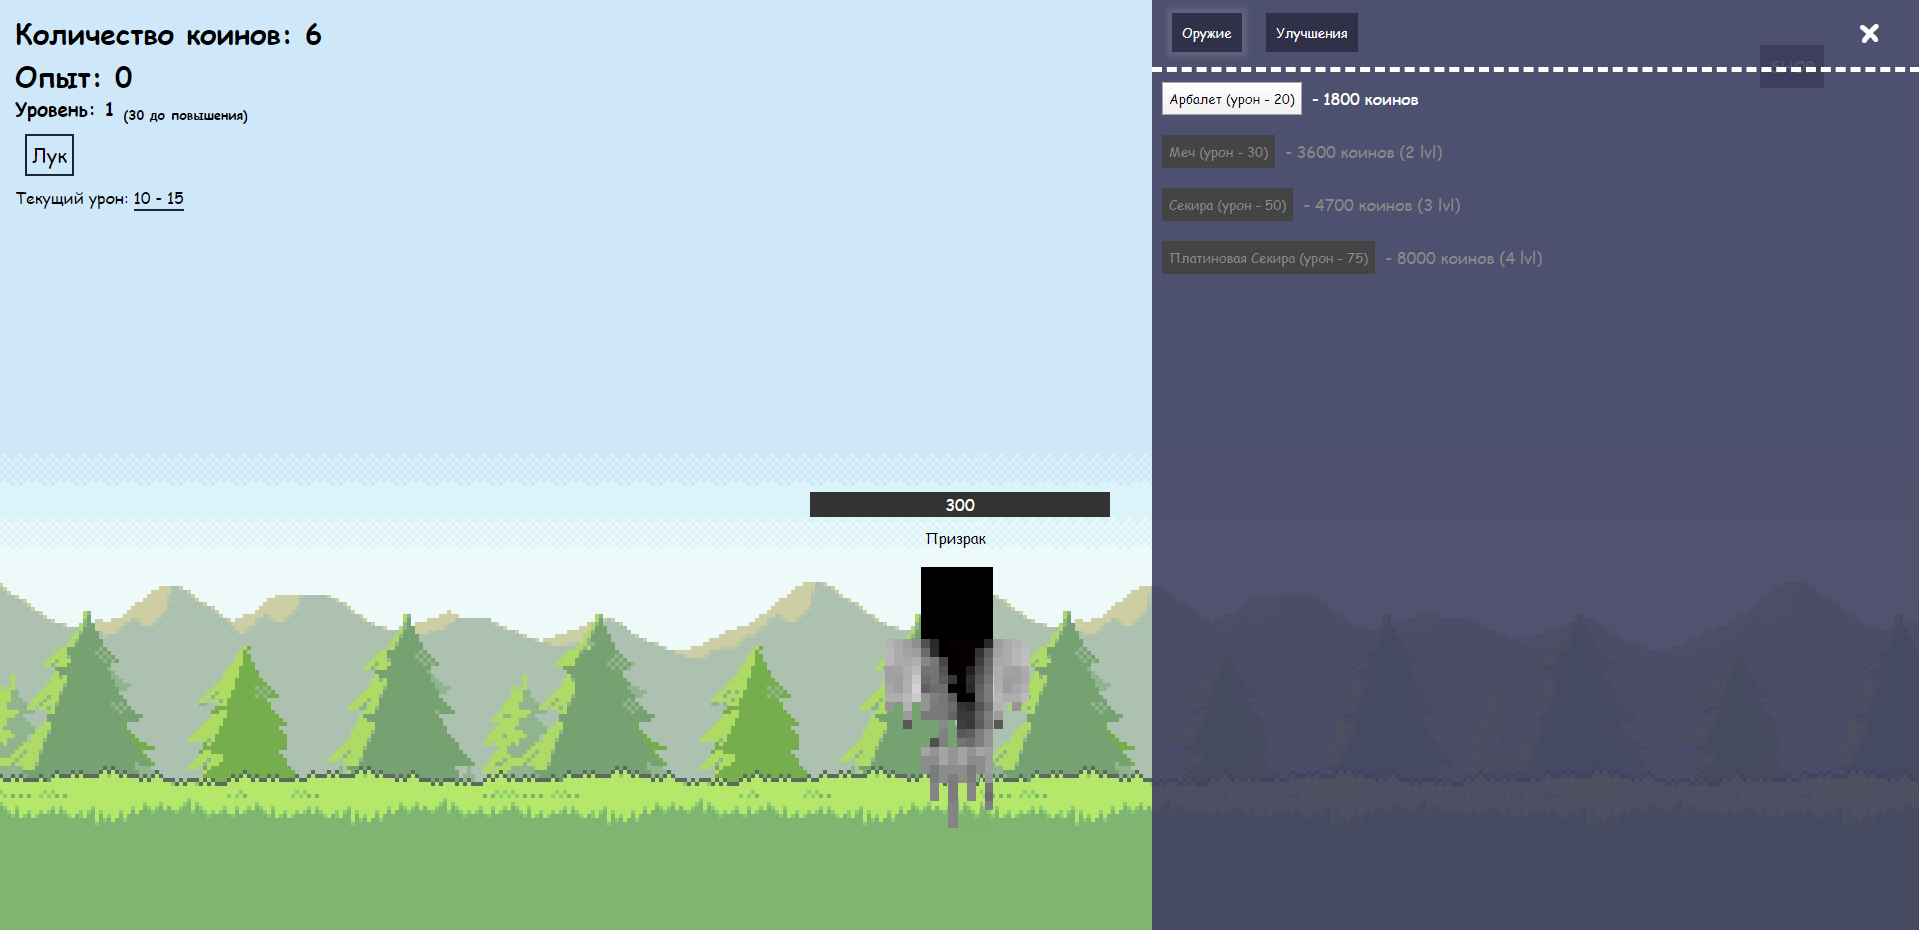 Количество коинов: 6
Опыт: 0
Уровень: 1 (30 до повышения)
Лук
Текущий урон: 10 - 15
300
Призрак
Оружие
Улучшения
SHOP
Арбалет (урон - 20) - 1800 коинов
Меч (урон - 30) - 3600 коинов (2 lvl)
Секира (урон - 50) - 4700 коинов (3 lvl)
Платиновая Секира (урон - 75) - 8000 коинов (4 lvl)